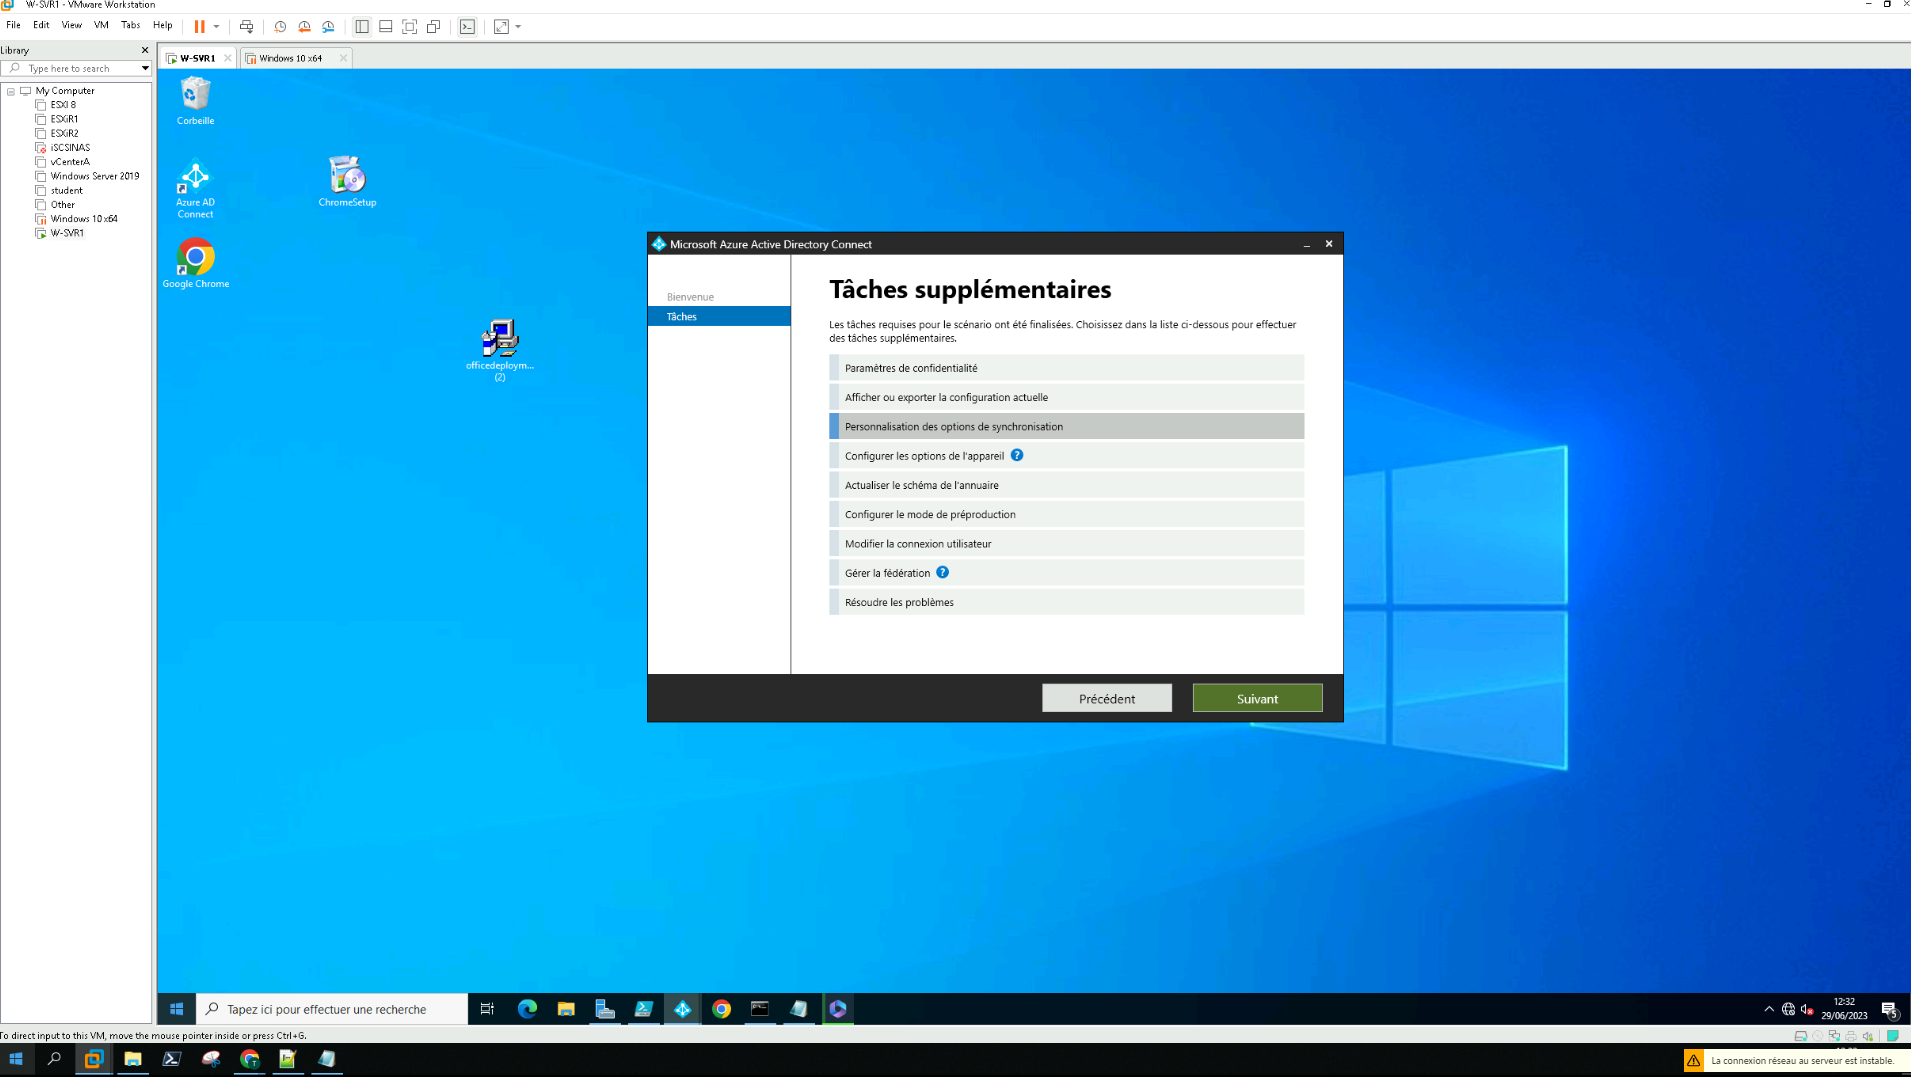 W-SVR1 - VMware Workstation
File Edit View VM Tabs Help
Library
Type here to search
W-SVR1
Windows 10 x64
My Computer
ESXI 8
ESXiR1
ESXiR2
iSCSINAS
vCenterA
Windows Server 2019
student
Other
Windows 10 x64
W-SVR1
Corbeille
Azure AD
Connect
ChromeSetup
Google Chrome
officedeploym...
(2)
Microsoft Azure Active Directory Connect
Bienvenue
Tâches
Tâches supplémentaires
Les tâches requises pour le scénario ont été finalisées. Choisissez dans la liste ci-dessous pour effectuer
des tâches supplémentaires.
Paramètres de confidentialité
Afficher ou exporter la configuration actuelle
Personnalisation des options de synchronisation
Configurer les options de l'appareil ?
Actualiser le schéma de l'annuaire
Configurer le mode de préproduction
Modifier la connexion utilisateur
Gérer la fédération ?
Résoudre les problèmes
Précédent
Suivant
Tapez ici pour effectuer une recherche
12:32
29/06/2023
5
To direct input to this VM, move the mouse pointer inside or press Ctrl+G.
La connexion réseau au serveur est instable.